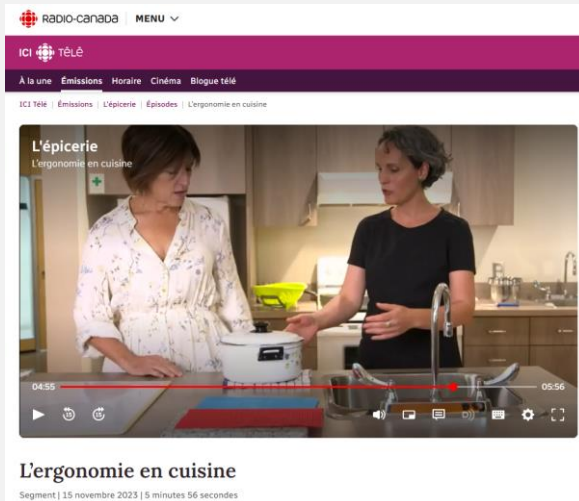 RADIO-CANADA MENU
ICI TÉLÉ
À la une Émissions Horaire Cinéma Blogue télé
ICI Télé | Émissions | L'épicerie | Épisodes | L'ergonomie en cuisine
L'épicerie
L'ergonomie en cuisine
04:55 05:56
15 15
L'ergonomie en cuisine
Segment | 15 novembre 2023 | 5 minutes 56 secondes